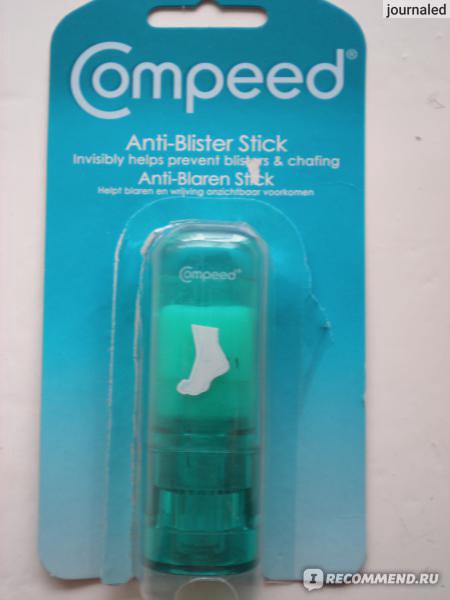 journaled
Compeed®
Anti-Blister Stick
Invisibly helps prevent blisters & chafing
Anti-Blaren Stick
Helpt blaren en wrijving onzichtbaar voorkomen
Compeed®
I RECOMMEND.RU